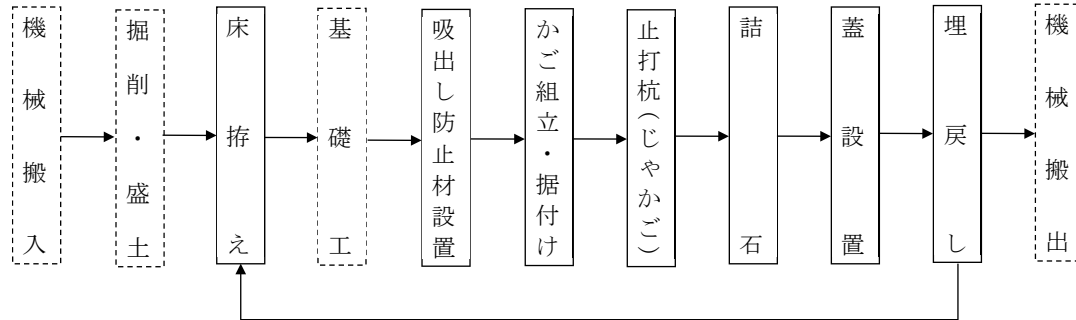 機械搬入
掘削・盛土
床拵え
基礎工
吸出し防止材設置
かご組立・据付け
止打杭(じゃかご)
詰石
蓋設置
埋戻し
機械搬出